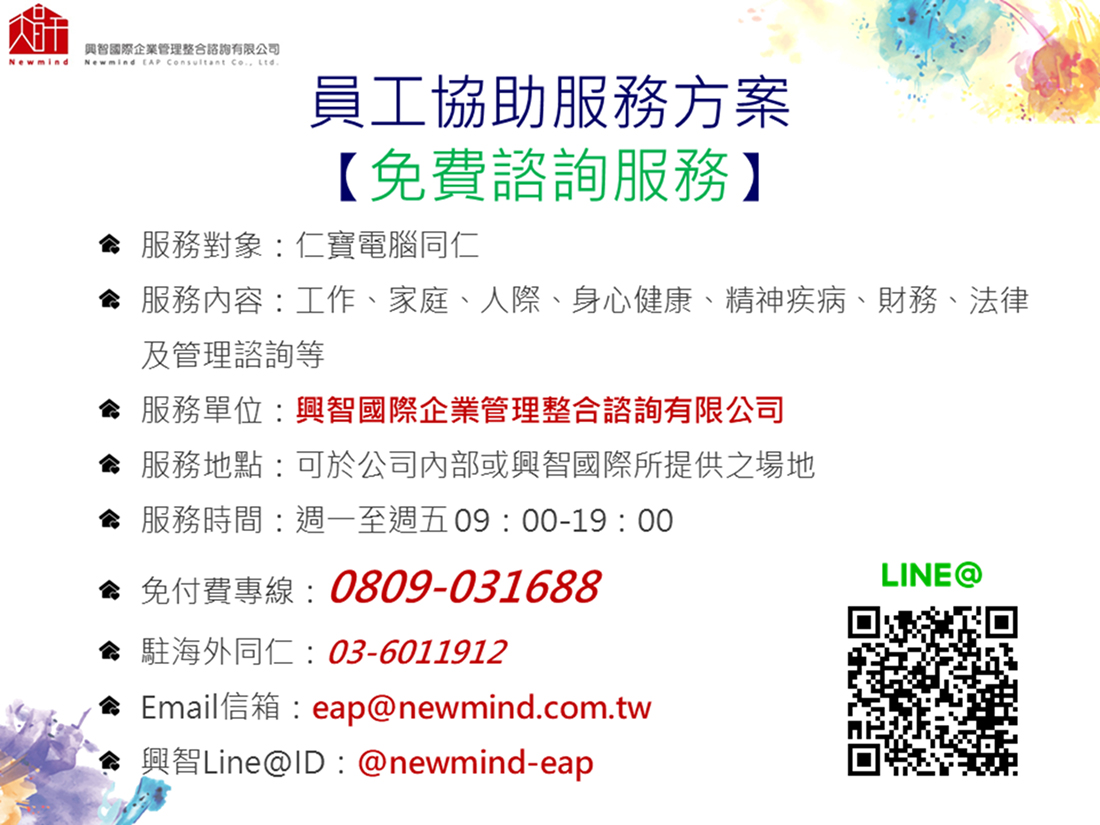 大昕
Newmind
興智國際企業管理整合諮詢有限公司
Newmind EAP Consultant Co., Ltd.
員工協助服務方案
【免費諮詢服務】
服務對象：仁寶電腦同仁
服務內容：工作、家庭、人際、身心健康、精神疾病、財務、法律
及管理諮詢等
服務單位：興智國際企業管理整合諮詢有限公司
服務地點：可於公司內部或興智國際所提供之場地
服務時間：週一至週五09：00-19：00
免付費專線：0809-031688
駐海外同仁：03-6011912
Email信箱：eap@newmind.com.tw
興智Line@ID：@newmind-eap
LINE@